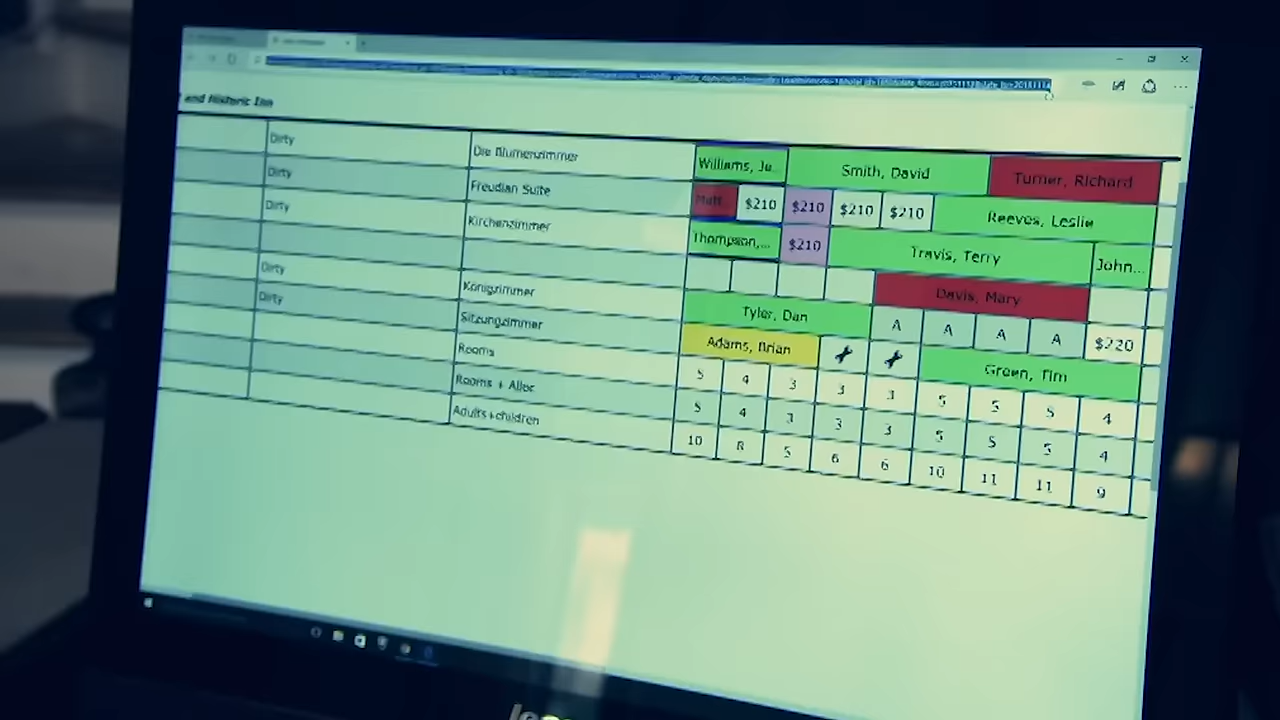 and Historic Inn
Dirty Die Blumenzimmer Williams, Ju... Smith, David Turner, Richard
Dirty Freudian Suite $210 $210 $210 $210 Reeves, Leslie
Dirty Kirchenzimmer Thompson,... $210 Travis, Terry John...
Davis, Mary
Dirty Konigzimmer Tyler, Dan A A A A $220
Dirty Sitzungzimmer Adams, Brian Green, Tim
Rooms 5 4 3 3 3 5 5 5 4
Rooms + Alloc 5 4 3 3 3 5 5 5 4
Adults+children 10 8 5 6 6 10 11 11 9